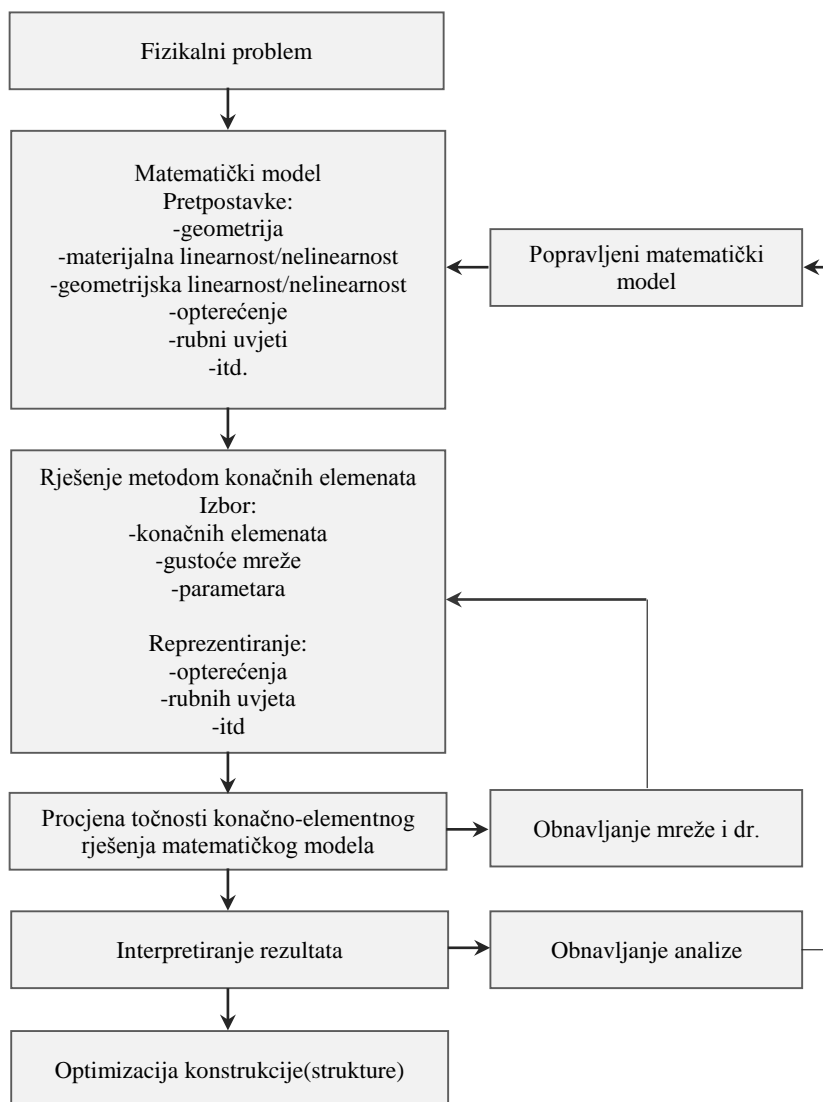 Fizikalni problem
Matematički model
Pretpostavke:
-geometrija
-materijalna linearnost/nelinearnost
-geometrijska linearnost/nelinearnost
-opterećenje
-rubni uvjeti
-itd.
Popravljeni matematički
model
Rješenje metodom konačnih elemenata
Izbor:
-konačnih elemenata
-gustoće mreže
-parametara
Reprezentiranje:
-opterećenja
-rubnih uvjeta
-itd
Procjena točnosti konačno-elementnog
rješenja matematičkog modela
Obnavljanje mreže i dr.
Interpretiranje rezultata
Obnavljanje analize
Optimizacija konstrukcije(strukture)